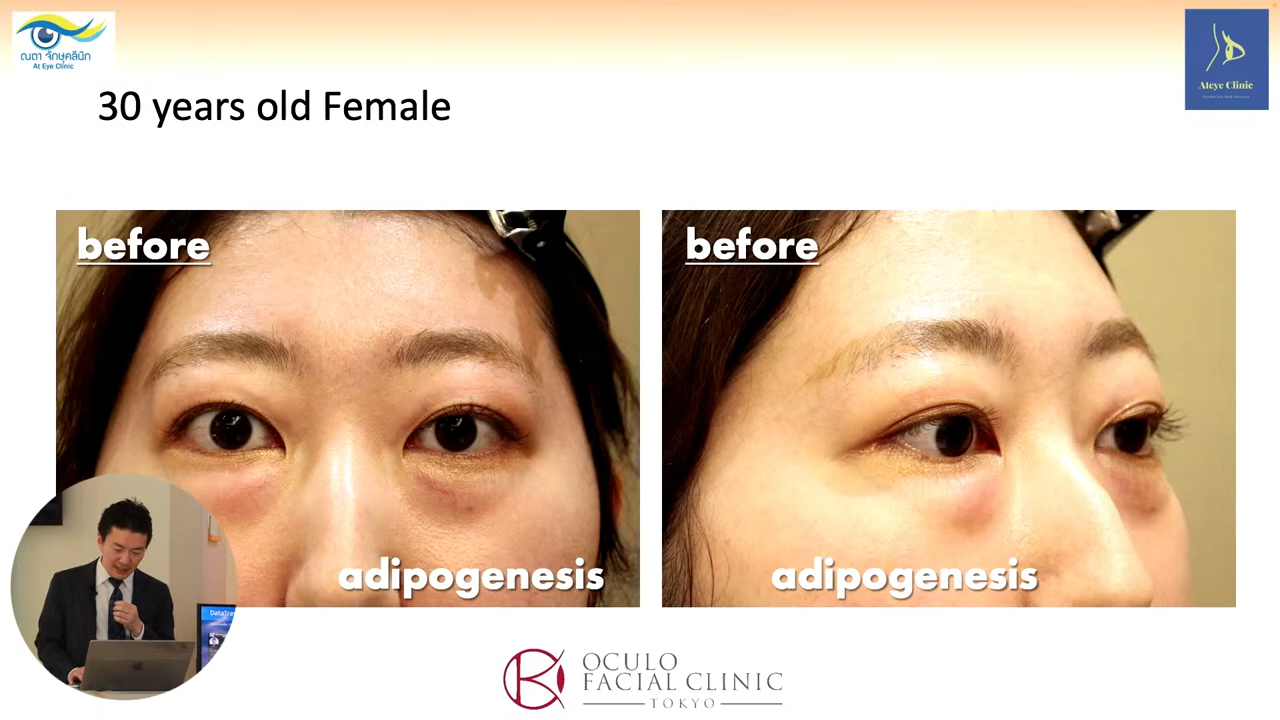 ณตา จักษุคลินิก
At Eye Clinic
Ateye Clinic
30 years old Female
before
before
adipogenesis
adipogenesis
DataTra
OCULO
FACIAL CLINIC
TOKYO